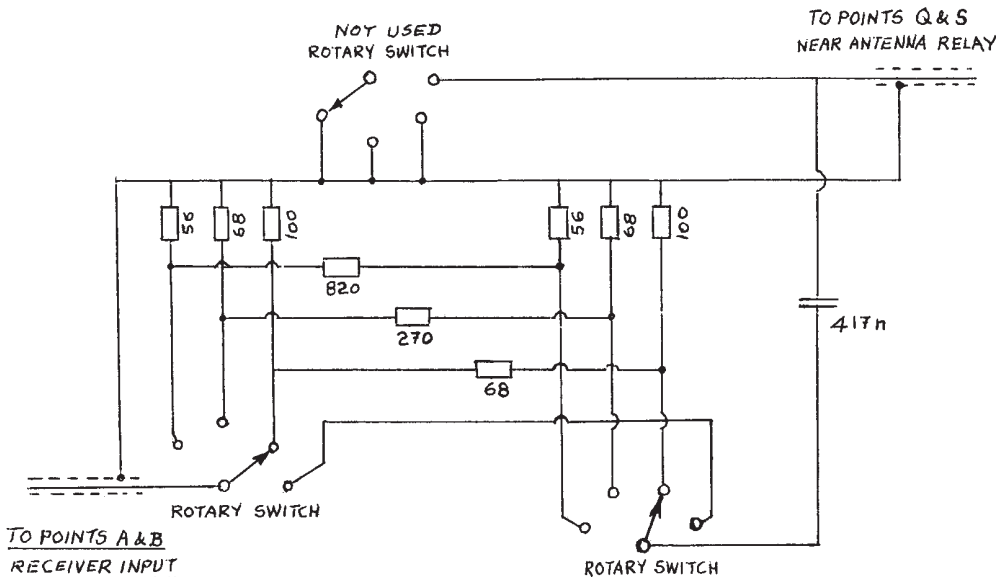 NOT USED
ROTARY SWITCH
TO POINTS Q & S
NEAR ANTENNA RELAY
56
68
100
56
68
100
820
270
68
417n
ROTARY SWITCH
TO POINTS A & B
RECEIVER INPUT
ROTARY SWITCH